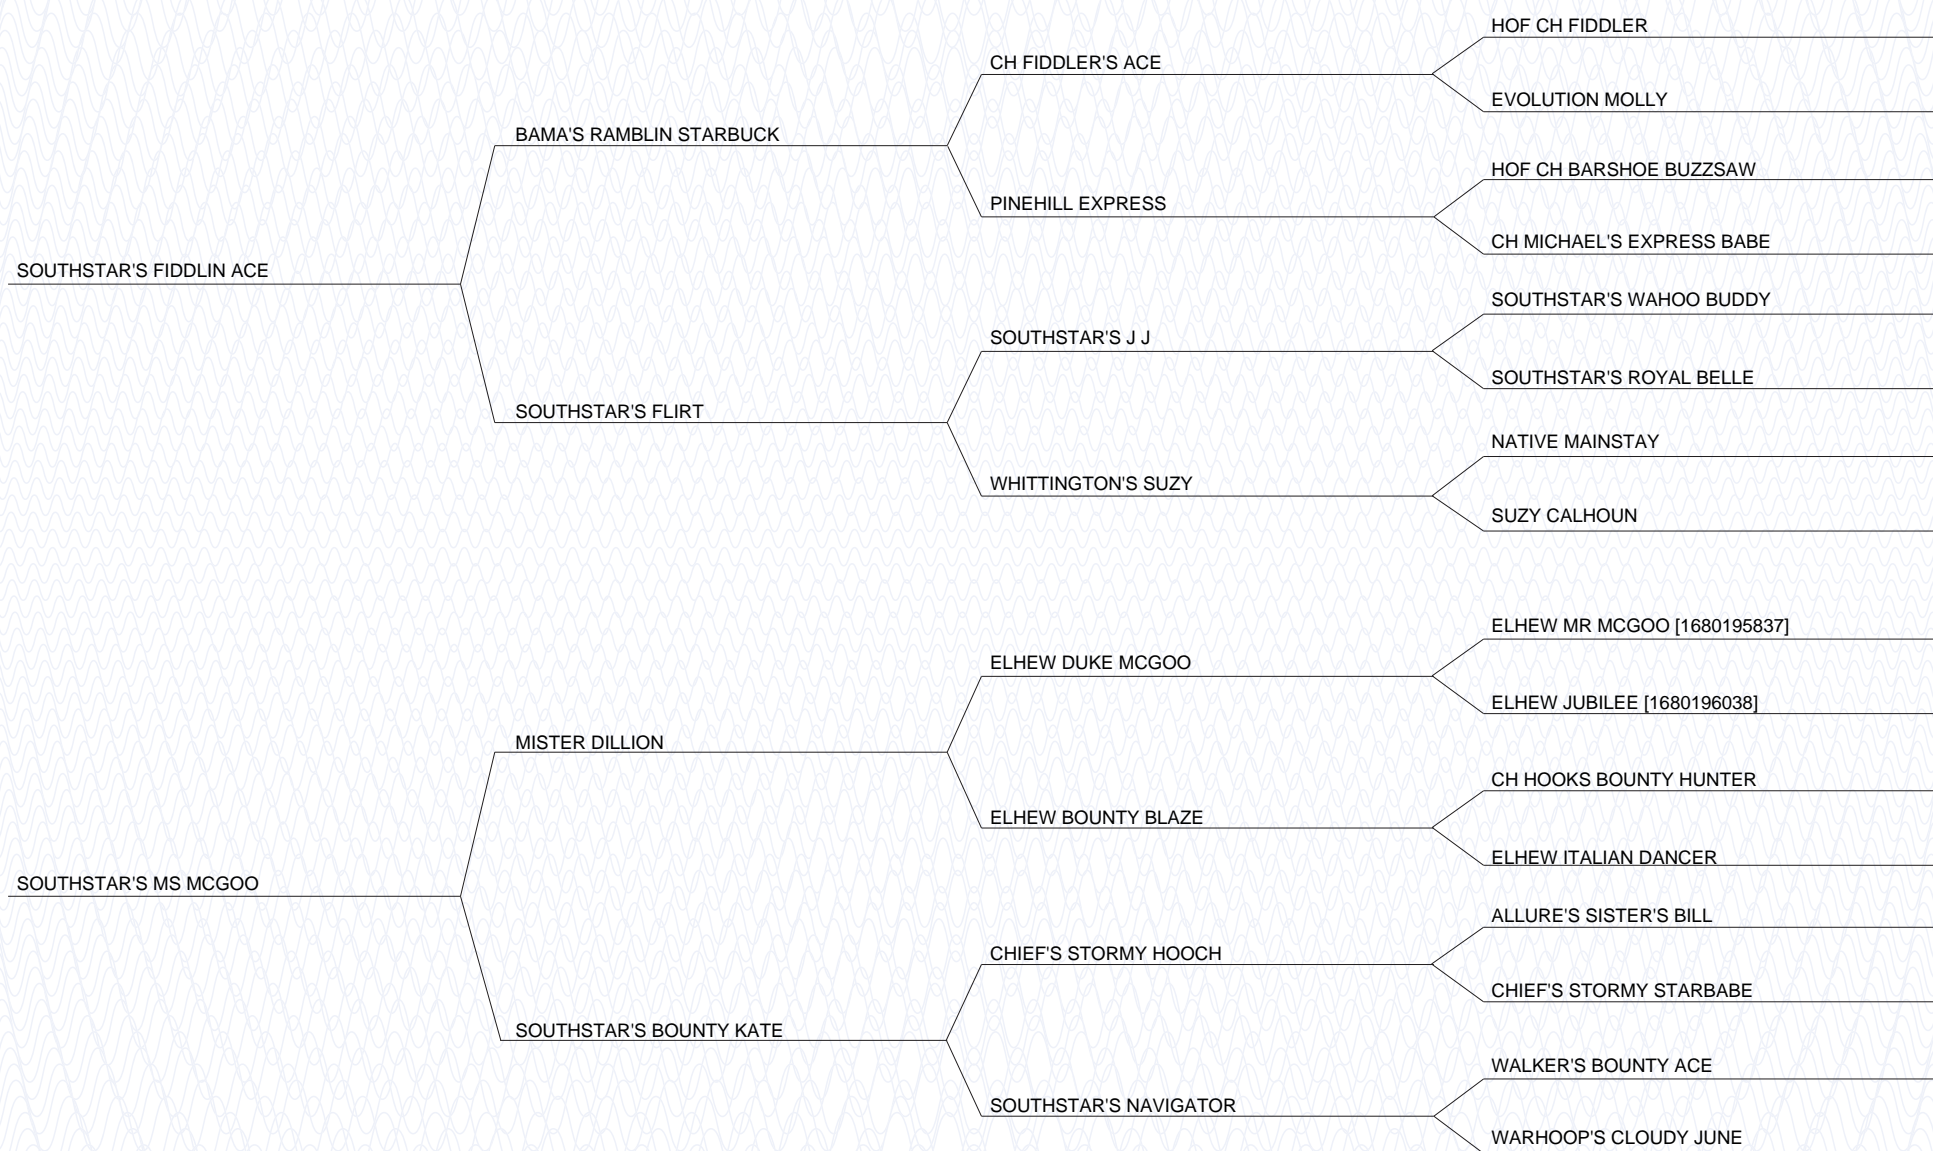 HOF CH FIDDLER
CH FIDDLER'S ACE
EVOLUTION MOLLY
BAMA'S RAMBLIN STARBUCK
HOF CH BARSHOE BUZZSAW
PINEHILL EXPRESS
CH MICHAEL'S EXPRESS BABE
SOUTHSTAR'S FIDDLIN ACE
SOUTHSTAR'S WAHOO BUDDY
SOUTHSTAR'S J J
SOUTHSTAR'S ROYAL BELLE
SOUTHSTAR'S FLIRT
NATIVE MAINSTAY
WHITTINGTON'S SUZY
SUZY CALHOUN
ELHEW MR MCGOO [1680195837]
ELHEW DUKE MCGOO
ELHEW JUBILEE [1680196038]
MISTER DILLION
CH HOOKS BOUNTY HUNTER
ELHEW BOUNTY BLAZE
ELHEW ITALIAN DANCER
SOUTHSTAR'S MS MCGOO
ALLURE'S SISTER'S BILL
CHIEF'S STORMY HOOCH
CHIEF'S STORMY STARBABE
SOUTHSTAR'S BOUNTY KATE
WALKER'S BOUNTY ACE
SOUTHSTAR'S NAVIGATOR
WARHOOP'S CLOUDY JUNE